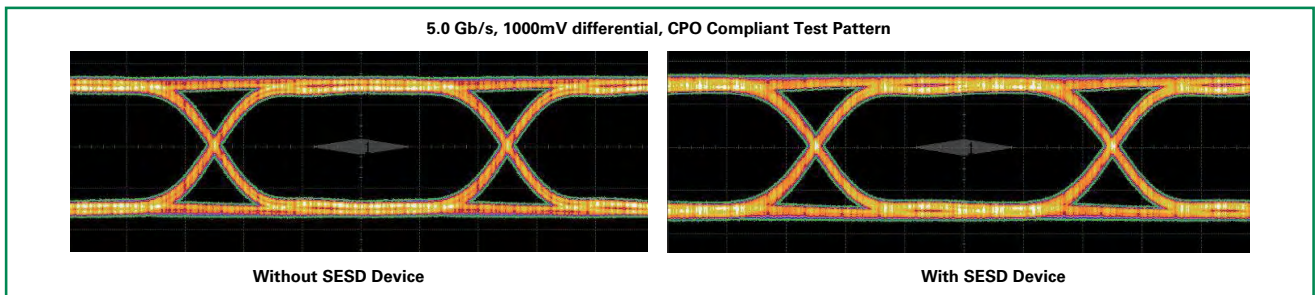 5.0 Gb/s, 1000mV differential, CPO Compliant Test Pattern
Without SESD Device
With SESD Device